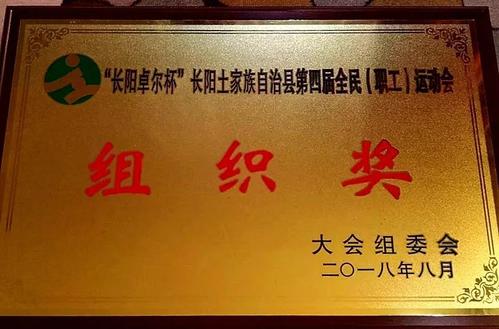 “长阳卓尔杯”长阳土家族自治县第四届全民(职工)运动会
组织奖
大会组委会
二〇一八年八月